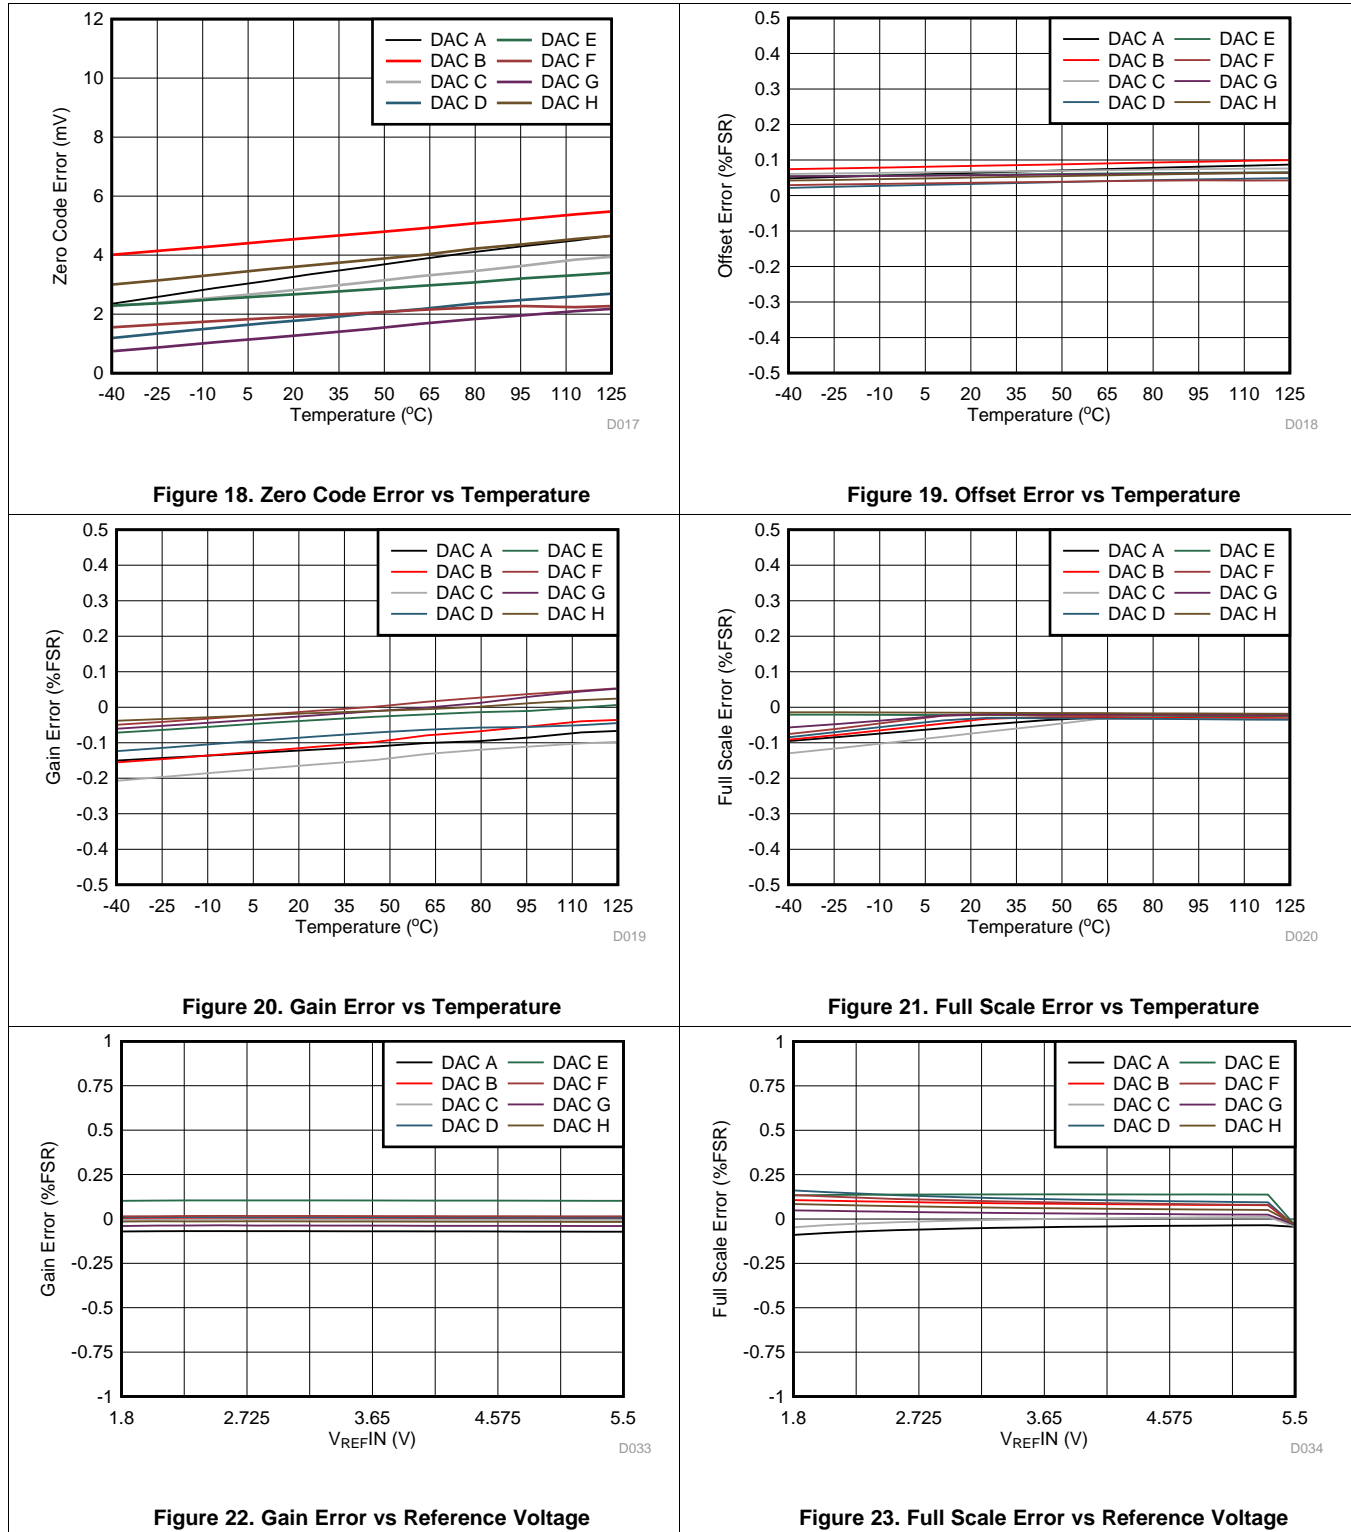 12
10
8
6
4
2
0
Zero Code Error (mV)
DAC A
DAC B
DAC C
DAC D
DAC E
DAC F
DAC G
DAC H
-40 -25 -10 5 20 35 50 65 80 95 110 125
Temperature (ºC)
D017
Figure 18. Zero Code Error vs Temperature
0.5
0.4
0.3
0.2
0.1
0
-0.1
-0.2
-0.3
-0.4
-0.5
Offset Error (%FSR)
DAC A
DAC B
DAC C
DAC D
DAC E
DAC F
DAC G
DAC H
-40 -25 -10 5 20 35 50 65 80 95 110 125
Temperature (ºC)
D018
Figure 19. Offset Error vs Temperature
0.5
0.4
0.3
0.2
0.1
0
-0.1
-0.2
-0.3
-0.4
-0.5
Gain Error (%FSR)
DAC A
DAC B
DAC C
DAC D
DAC E
DAC F
DAC G
DAC H
-40 -25 -10 5 20 35 50 65 80 95 110 125
Temperature (ºC)
D019
Figure 20. Gain Error vs Temperature
0.5
0.4
0.3
0.2
0.1
0
-0.1
-0.2
-0.3
-0.4
-0.5
Full Scale Error (%FSR)
DAC A
DAC B
DAC C
DAC D
DAC E
DAC F
DAC G
DAC H
-40 -25 -10 5 20 35 50 65 80 95 110 125
Temperature (ºC)
D020
Figure 21. Full Scale Error vs Temperature
1
0.75
0.5
0.25
0
-0.25
-0.5
-0.75
-1
Gain Error (%FSR)
DAC A
DAC B
DAC C
DAC D
DAC E
DAC F
DAC G
DAC H
1.8 2.725 3.65 4.575 5.5
VREFIN (V)
D033
Figure 22. Gain Error vs Reference Voltage
1
0.75
0.5
0.25
0
-0.25
-0.5
-0.75
-1
Full Scale Error (%FSR)
DAC A
DAC B
DAC C
DAC D
DAC E
DAC F
DAC G
DAC H
1.8 2.725 3.65 4.575 5.5
VREFIN (V)
D034
Figure 23. Full Scale Error vs Reference Voltage